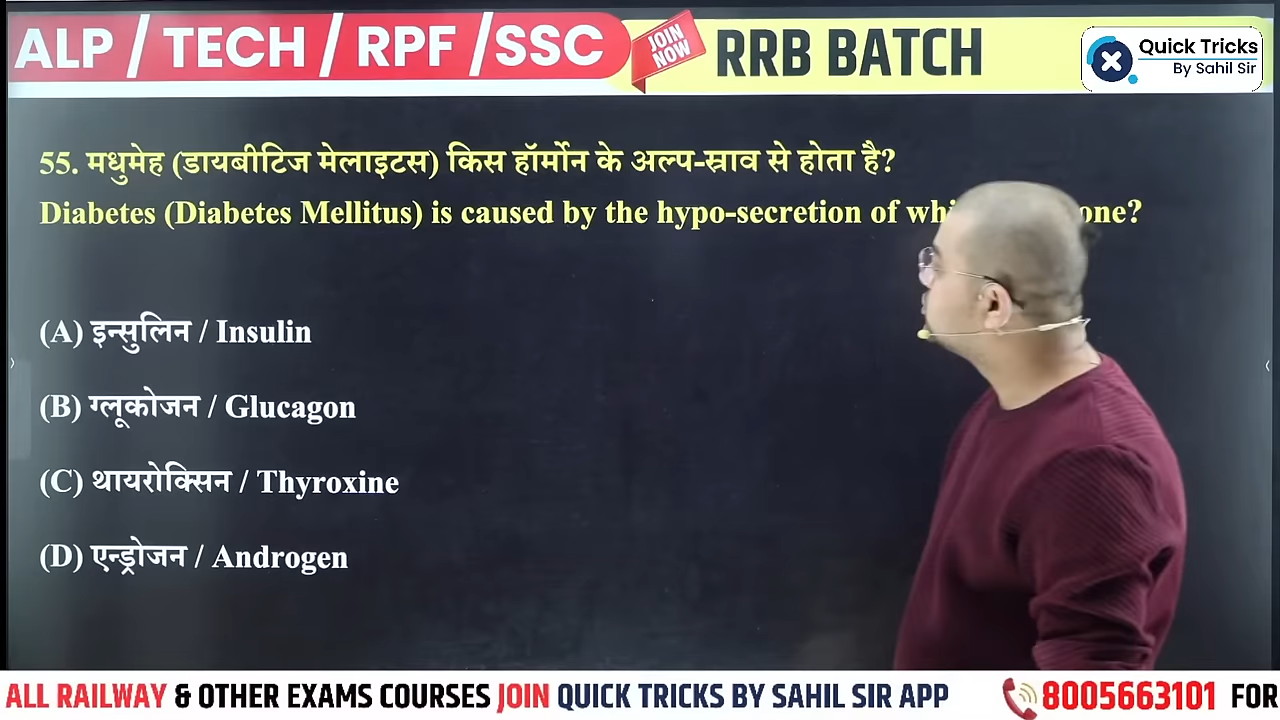 ALP / TECH / RPF / SSC JOIN NOW RRB BATCH
Quick Tricks
By Sahil Sir
55. मधुमेह (डायबीटिज मेलाइटस) किस हॉर्मोन के अल्प-स्राव से होता है?
Diabetes (Diabetes Mellitus) is caused by the hypo-secretion of
(A) इन्सुलिन / Insulin
(B) ग्लूकोजन / Glucagon
(C) थायरोक्सिन / Thyroxine
(D) एन्ड्रोजन / Androgen
ALL RAILWAY & OTHER EXAMS COURSES JOIN QUICK TRICKS BY SAHIL SIR APP 8005663101 FOR